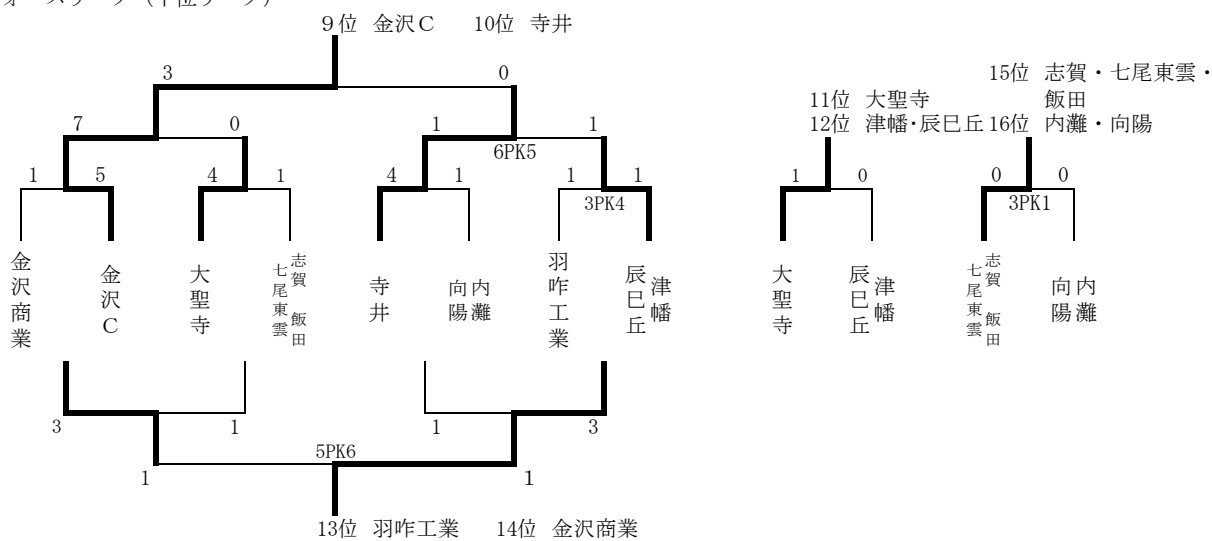 9位 金沢C 10位 寺井
3 0
15位 志賀・七尾東雲・
飯田
11位 大聖寺
12位 津幡・辰巳丘
16位 内灘・向陽
7 0 1 1
6PK5
1 5 4 1 4 1 1 1
3PK4
1 0 0 0
3PK1
金沢商業
金沢C
大聖寺
志賀 飯田
七尾東雲
寺井
内灘
向陽
羽咋工業
津幡
辰巳丘
大聖寺
津幡
辰巳丘
志賀 飯田
七尾東雲
内灘
向陽
3 1 1 3
5PK6
1 1
13位 羽咋工業 14位 金沢商業